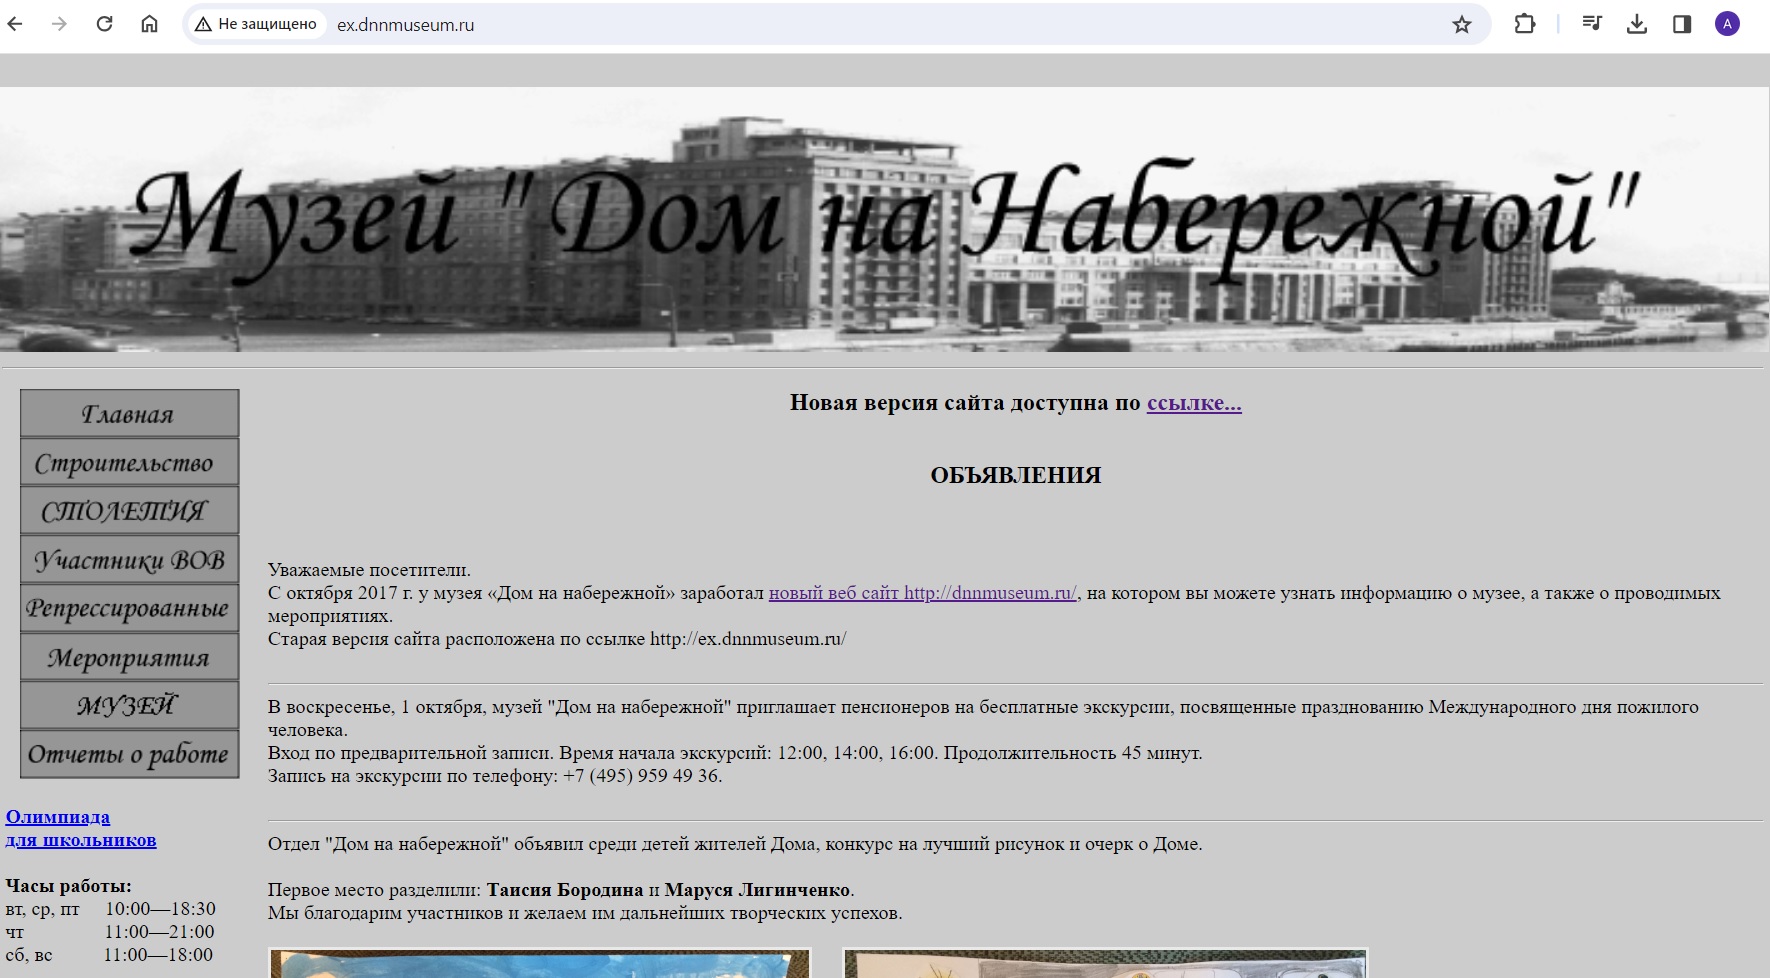 Не защищено
ex.dnnmuseum.ru
A
Музей "Дом на Набережной"
Главная
Строительство
СТОЛЕТИЯ
Участники ВОВ
Репрессированные
Мероприятия
МУЗЕЙ
Отчеты о работе
Олимпиада
для школьников
Часы работы:
вт, ср, пт 10:00—18:30
чт 11:00—21:00
сб, вс 11:00—18:00
Новая версия сайта доступна по ссылке...
ОБЪЯВЛЕНИЯ
Уважаемые посетители.
С октября 2017 г. у музея «Дом на набережной» заработал новый веб сайт http://dnnmuseum.ru/, на котором вы можете узнать информацию о музее, а также о проводимых
мероприятиях.
Старая версия сайта расположена по ссылке http://ex.dnnmuseum.ru/
В воскресенье, 1 октября, музей "Дом на набережной" приглашает пенсионеров на бесплатные экскурсии, посвященные празднованию Международного дня пожилого
человека.
Вход по предварительной записи. Время начала экскурсий: 12:00, 14:00, 16:00. Продолжительность 45 минут.
Запись на экскурсии по телефону: +7 (495) 959 49 36.
Отдел "Дом на набережной" объявил среди детей жителей Дома, конкурс на лучший рисунок и очерк о Доме.
Первое место разделили: Таисия Бородина и Маруся Лигинченко.
Мы благодарим участников и желаем им дальнейших творческих успехов.